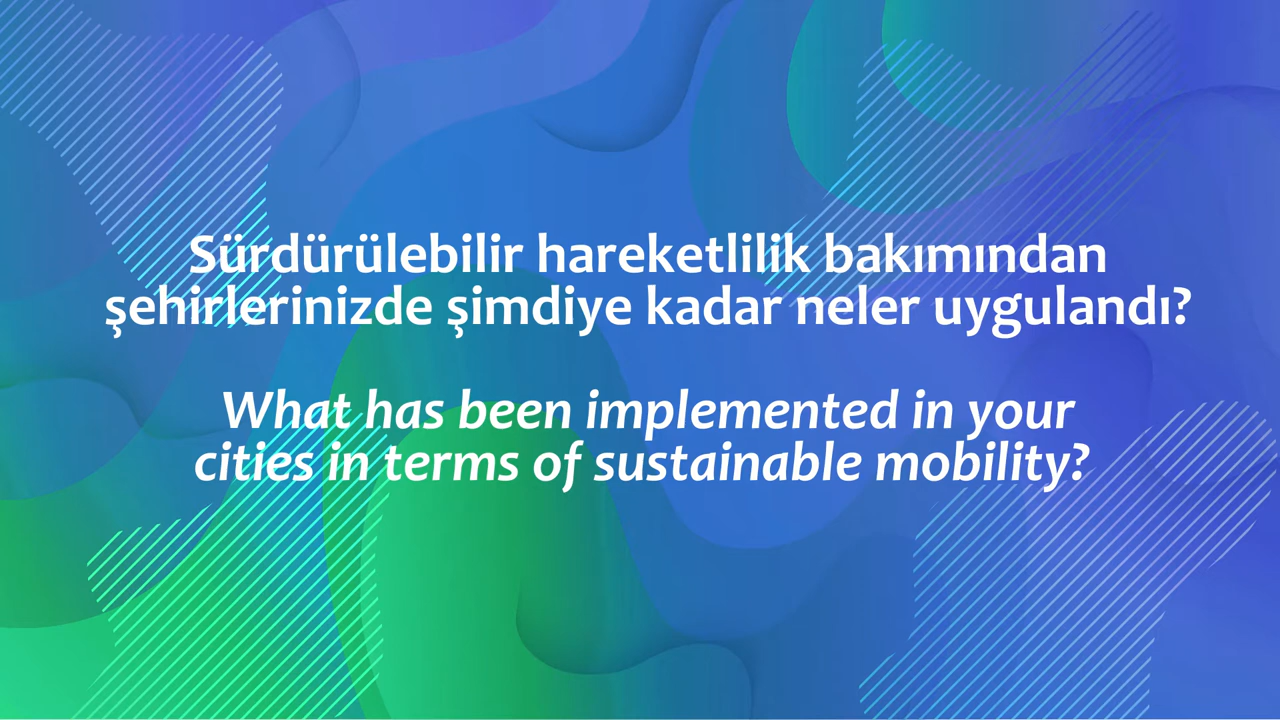 Sürdürülebilir hareketlilik bakımından
şehirlerinizde şimdiye kadar neler uygulandı?
What has been implemented in your
cities in terms of sustainable mobility?